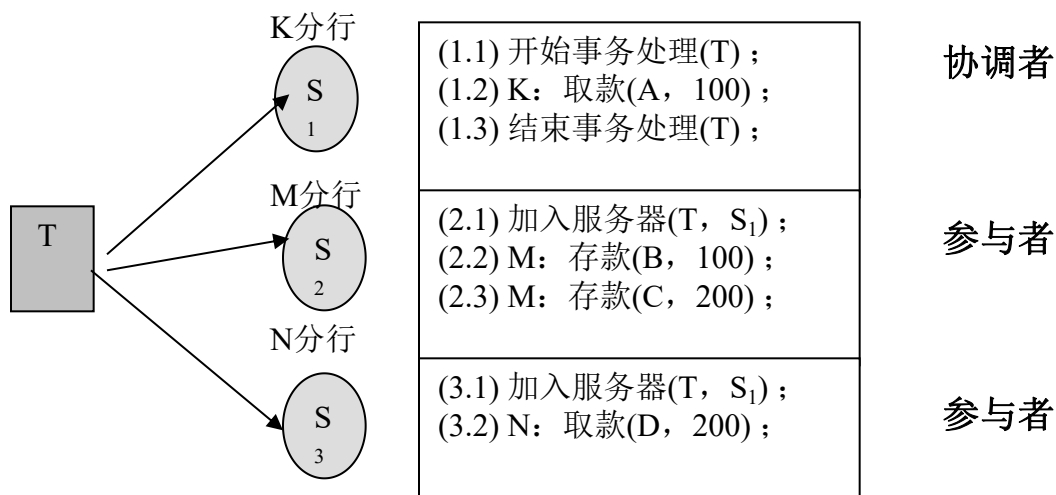 K分行
S
1
(1.1) 开始事务处理(T)；
(1.2) K：取款(A，100)；
(1.3) 结束事务处理(T)；
协调者
T
M分行
S
2
(2.1) 加入服务器(T，S₁)；
(2.2) M：存款(B，100)；
(2.3) M：存款(C，200)；
参与者
N分行
S
3
(3.1) 加入服务器(T，S₁)；
(3.2) N：取款(D，200)；
参与者